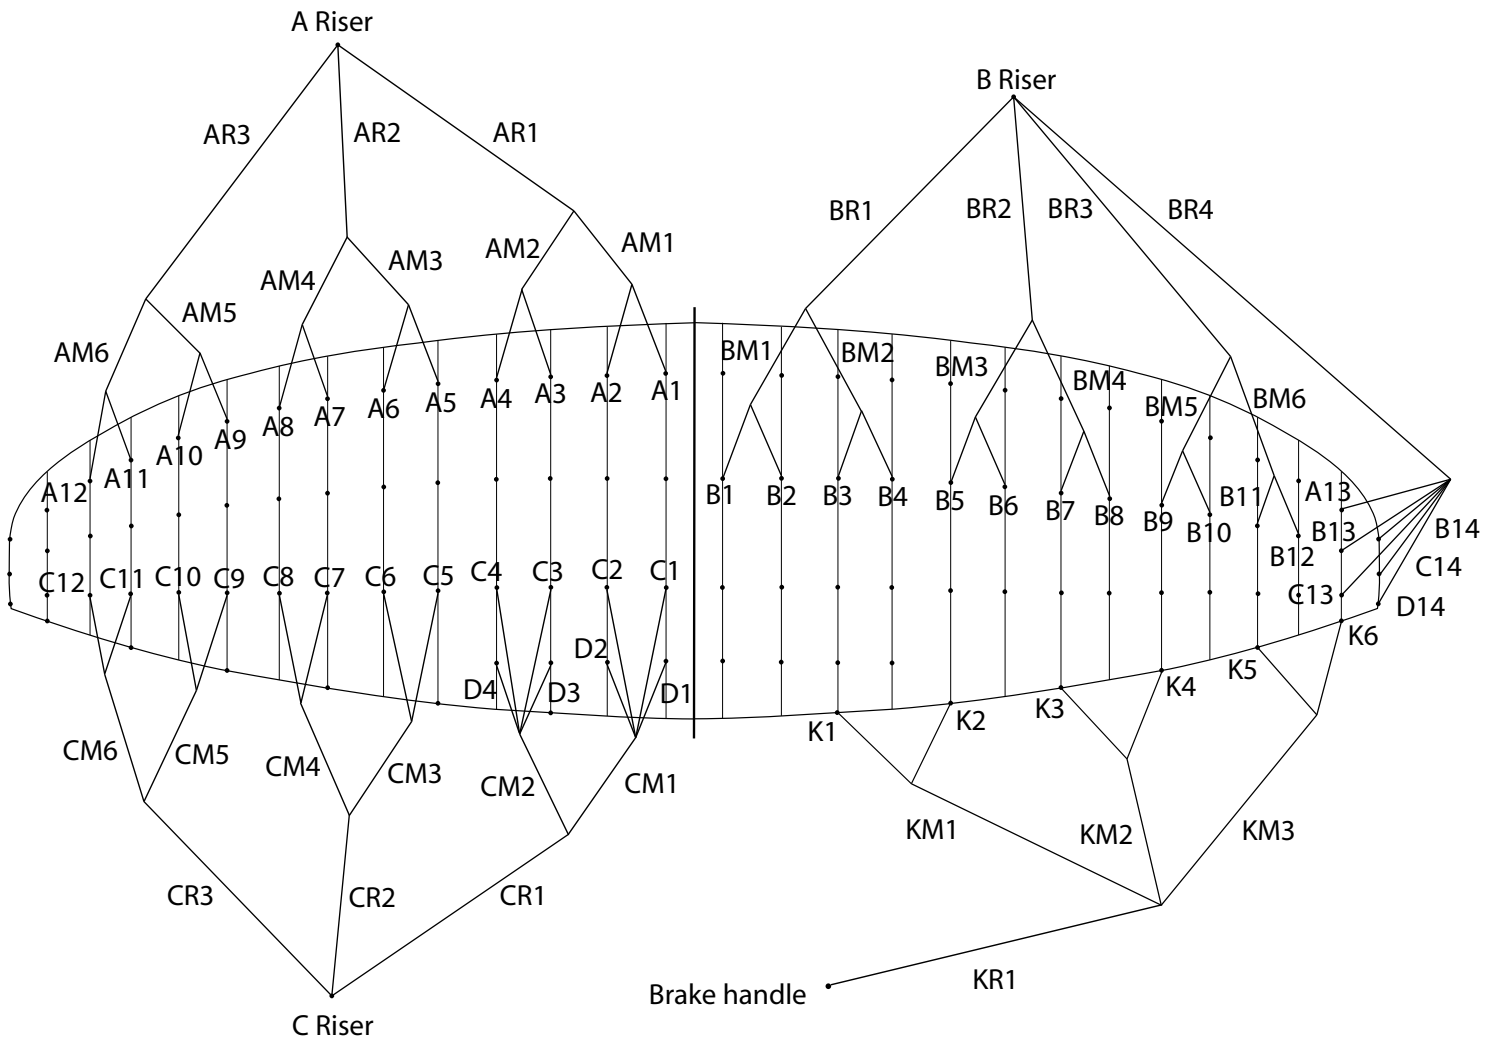 A Riser
B Riser
AR3
AR2
AR1
BR1
BR2
BR3
BR4
AM2
AM1
AM4
AM3
AM5
AM6
BM1
BM2
BM3
BM4
BM5
BM6
A12
A11
A10
A9
A8
A7
A6
A5
A4
A3
A2
A1
B1
B2
B3
B4
B5
B6
B7
B8
B9
B10
B11
B12
A13
B13
B14
C14
C13
D14
C12
C11
C10
C9
C8
C7
C6
C5
C4
C3
C2
C1
D4
D3
D2
D1
K1
K2
K3
K4
K5
K6
CM6
CM5
CM4
CM3
CM2
CM1
KM1
KM2
KM3
CR3
CR2
CR1
KR1
Brake handle
C Riser